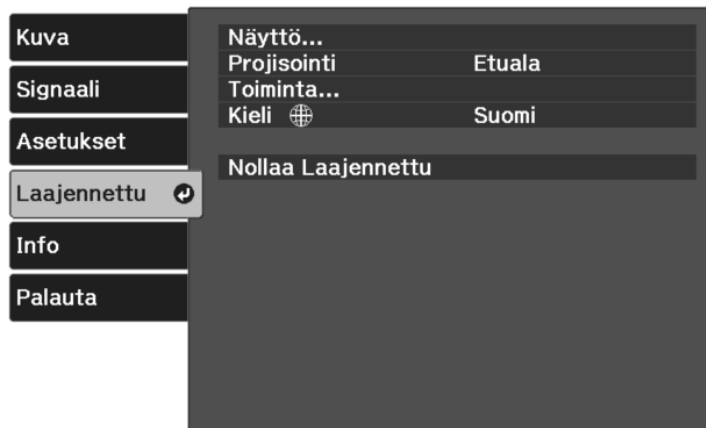 Kuva
Signaali
Asetukset
Laajennettu
Info
Palauta
Näyttö...
Projisointi Etuala
Toiminta...
Kieli Suomi
Nollaa Laajennettu